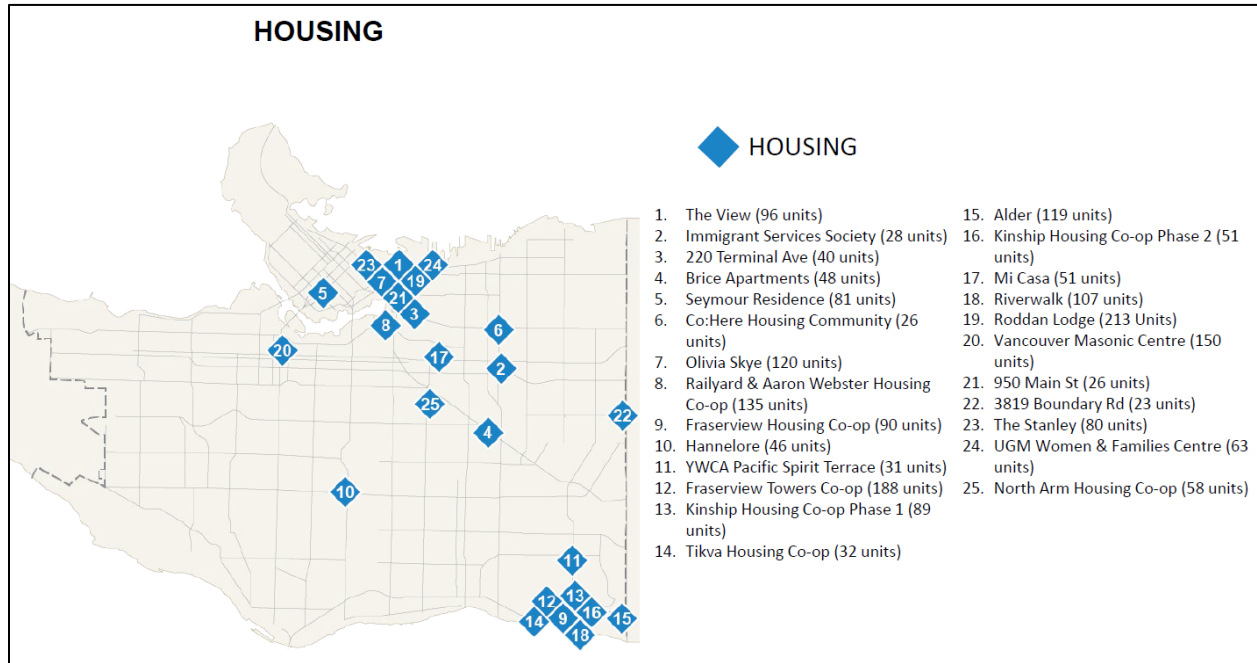 HOUSING
HOUSING
1. The View (96 units)
2. Immigrant Services Society (28 units)
3. 220 Terminal Ave (40 units)
4. Brice Apartments (48 units)
5. Seymour Residence (81 units)
6. Co:Here Housing Community (26
units)
7. Olivia Skye (120 units)
8. Railyard & Aaron Webster Housing
Co-op (135 units)
9. Fraserview Housing Co-op (90 units)
10. Hannelore (46 units)
11. YWCA Pacific Spirit Terrace (31 units)
12. Fraserview Towers Co-op (188 units)
13. Kinship Housing Co-op Phase 1 (89
units)
14. Tikva Housing Co-op (32 units)
15. Alder (119 units)
16. Kinship Housing Co-op Phase 2 (51
units)
17. Mi Casa (51 units)
18. Riverwalk (107 units)
19. Roddan Lodge (213 Units)
20. Vancouver Masonic Centre (150
units)
21. 950 Main St (26 units)
22. 3819 Boundary Rd (23 units)
23. The Stanley (80 units)
24. UGM Women & Families Centre (63
units)
25. North Arm Housing Co-op (58 units)
23 1 24
7 19
5 21
3
8 6
20 17
2
25
22
4
10
11
13
12 16
14 9 15
18